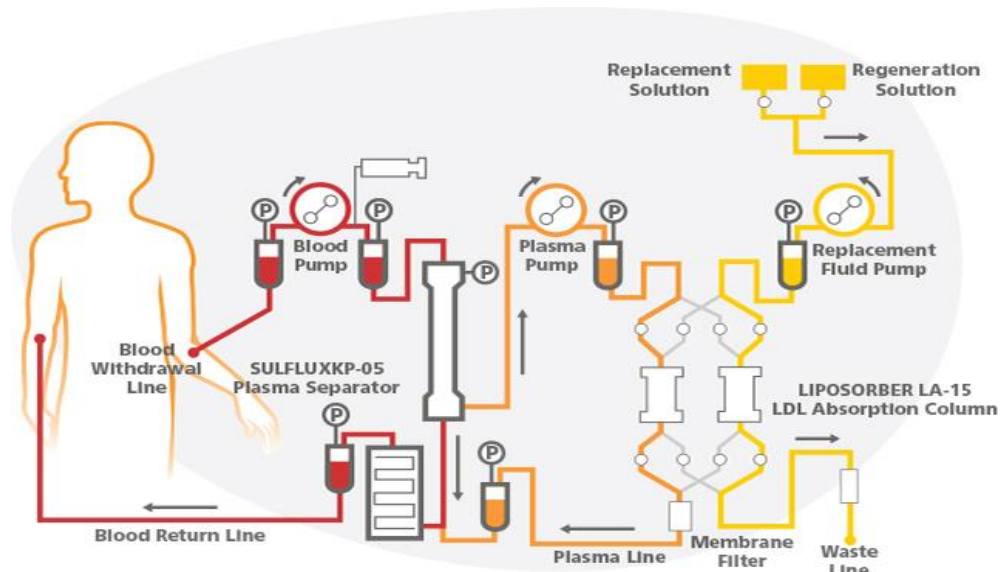 Replacement
Solution
Regeneration
Solution
P
P
P
P
P
Blood
Pump
Plasma
Pump
Replacement
Fluid Pump
P
Blood
Withdrawal
Line
SULFLUXKP-05
Plasma Separator
LIPOSORBER LA-15
LDL Absorption Column
P
P
Blood Return Line
Plasma Line
Membrane
Filter
Waste
Line